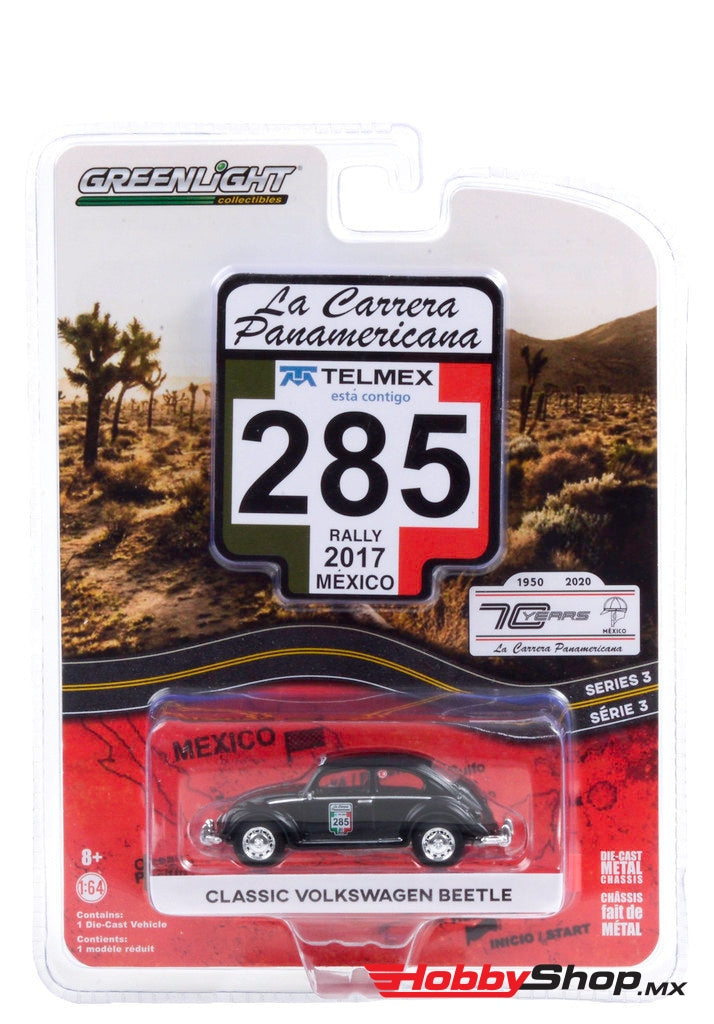 GREENLIGHT
collectibles
La Carrera
Panamericana
TELMEX
está contigo
285
RALLY
2017
MÉXICO
1950 2020
70 YEARS
MÉXICO
La Carrera Panamericana
SERIES 3
SÉRIE 3
MEXICO
285
8+
1:64
Contains:
1 Die-Cast Vehicle
Contient:
1 modèle réduit
CLASSIC VOLKSWAGEN BEETLE
DIE-CAST
METAL
CHASSIS
CHÂSSIS
fait de
MÉTAL
INICIO / START
HobbyShop.MX